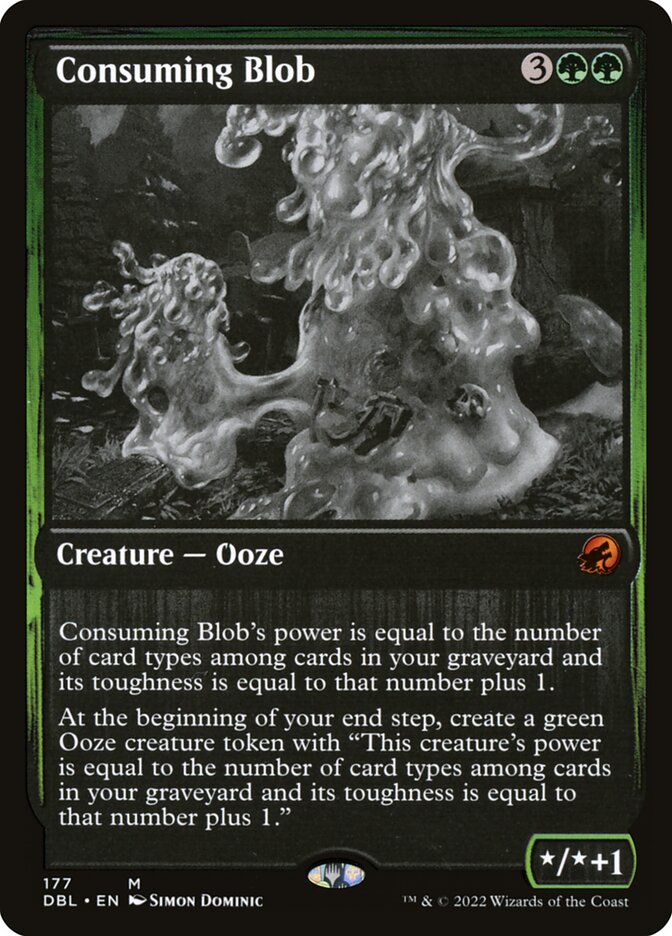 Consuming Blob 3
Creature — Ooze
Consuming Blob's power is equal to the number
of card types among cards in your graveyard and
its toughness is equal to that number plus 1.
At the beginning of your end step, create a green
Ooze creature token with “This creature's power
is equal to the number of card types among cards
in your graveyard and its toughness is equal to
that number plus 1.”
★/★+1
177 M
DBL • EN Simon Dominic
™ & © 2022 Wizards of the Coast